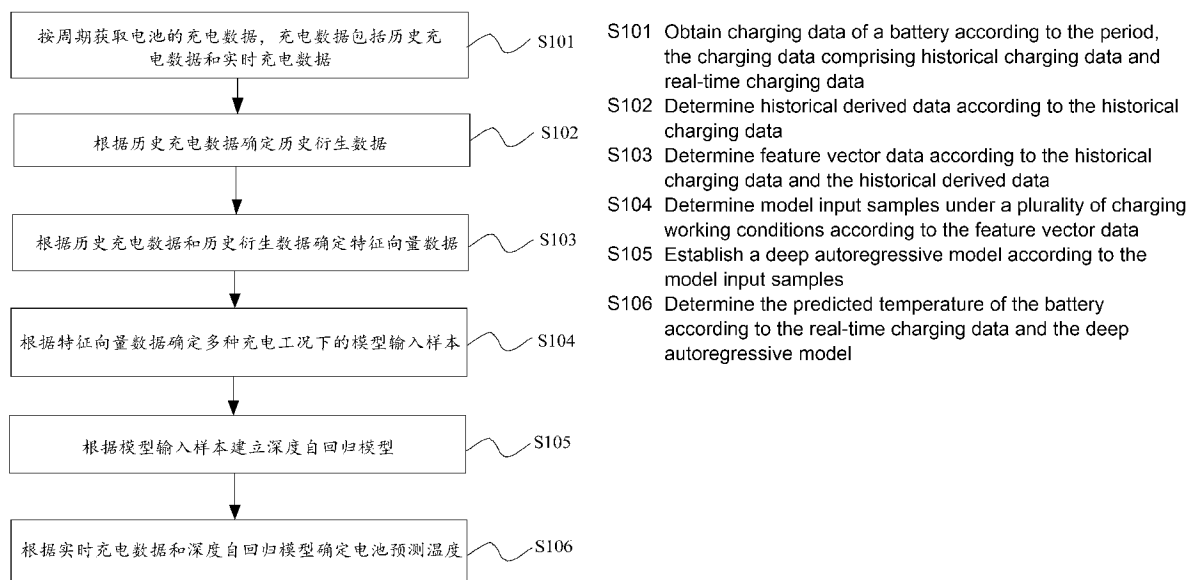 按周期获取电池的充电数据，充电数据包括历史充
电数据和实时充电数据
S101
根据历史充电数据确定历史衍生数据
S102
根据历史充电数据和历史衍生数据确定特征向量数据
S103
根据特征向量数据确定多种充电工况下的模型输入样本
S104
根据模型输入样本建立深度自回归模型
S105
根据实时充电数据和深度自回归模型确定电池预测温度
S106
S101 Obtain charging data of a battery according to the period,
the charging data comprising historical charging data and
real-time charging data
S102 Determine historical derived data according to the historical
charging data
S103 Determine feature vector data according to the historical
charging data and the historical derived data
S104 Determine model input samples under a plurality of charging
working conditions according to the feature vector data
S105 Establish a deep autoregressive model according to the
model input samples
S106 Determine the predicted temperature of the battery
according to the real-time charging data and the deep
autoregressive model